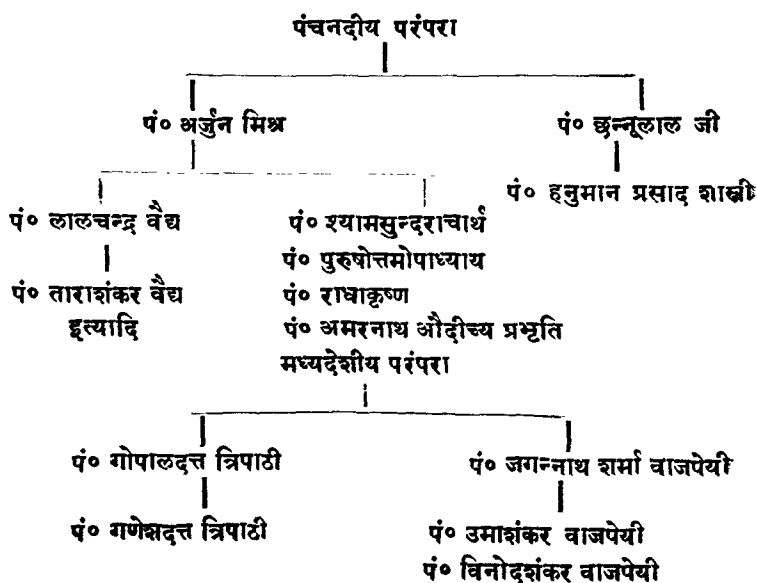 पंचनदीय परंपरा
पं० अर्जुन मिश्र
पं० छन्नूलाल जी
पं० हनुमान प्रसाद शास्त्री
पं० लालचन्द्र वैद्य
पं० श्यामसुन्दराचार्य
पं० पुरुषोत्तमोपाध्याय
पं० ताराशंकर वैद्य
पं० राधाकृष्ण
इत्यादि
पं० अमरनाथ औदीच्य प्रभृति
मध्यदेशीय परंपरा
पं० गोपालदत्त त्रिपाठी
पं० जगन्नाथ शर्मा वाजपेयी
पं० गणेशदत्त त्रिपाठी
पं० उमाशंकर वाजपेयी
पं० विनोदशंकर वाजपेयी